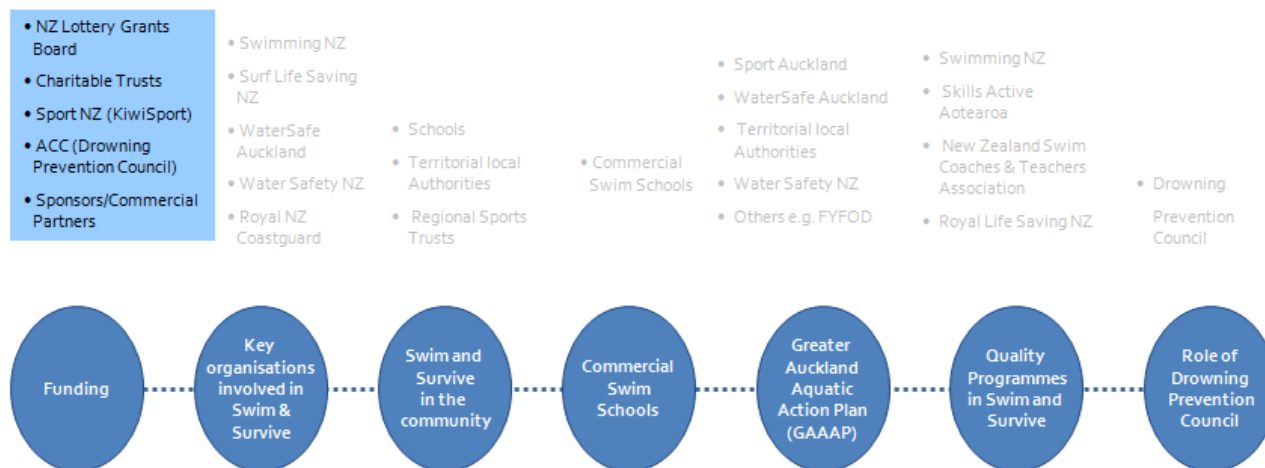 • NZ Lottery Grants
Board
• Charitable Trusts
• Sport NZ (KiwiSport)
• ACC (Drowning
Prevention Council)
• Sponsors/Commercial
Partners
• Swimming NZ
• Surf Life Saving
NZ
• WaterSafe
Auckland
• Water Safety NZ
• Royal NZ
Coastguard
• Schools
• Territorial local
Authorities
• Regional Sports
Trusts
• Commercial
Swim Schools
• Sport Auckland
• WaterSafe Auckland
• Territorial local
Authorities
• Water Safety NZ
• Others e.g. FYFOD
• Swimming NZ
• Skills Active
Aotearoa
• New Zealand Swim
Coaches & Teachers
Association
• Royal Life Saving NZ
• Drowning
Prevention
Council
Funding
Key
organisations
involved in
Swim &
Survive
Swim and
Survive
in the
community
Commercial
Swim
Schools
Greater
Auckland
Aquatic
Action Plan
(GAAAP)
Quality
Programmes
in Swim and
Survive
Role of
Drowning
Prevention
Council